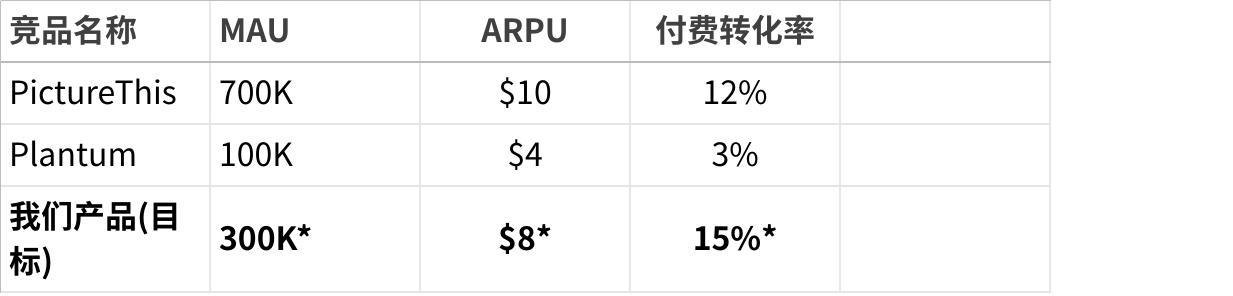 竞品名称 MAU ARPU 付费转化率
PictureThis 700K $10 12%
Plantum 100K $4 3%
我们产品(目
标) 300K* $8* 15%*